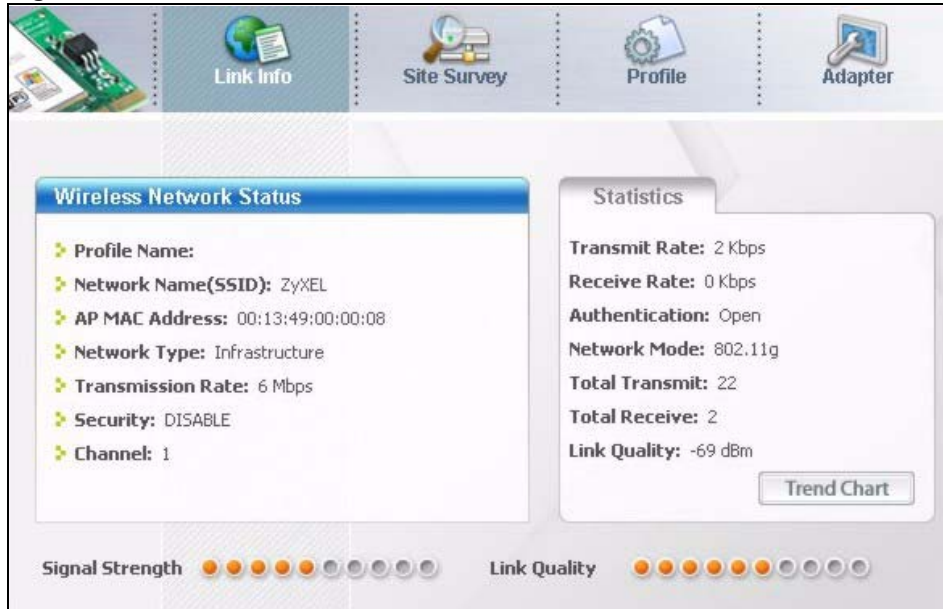 Link Info
Site Survey
Profile
Adapter
Wireless Network Status
Profile Name:
Network Name(SSID): ZyXEL
AP MAC Address: 00:13:49:00:00:08
Network Type: Infrastructure
Transmission Rate: 6 Mbps
Security: DISABLE
Channel: 1
Statistics
Transmit Rate: 2 Kbps
Receive Rate: 0 Kbps
Authentication: Open
Network Mode: 802.11g
Total Transmit: 22
Total Receive: 2
Link Quality: -69 dBm
Trend Chart
Signal Strength
Link Quality